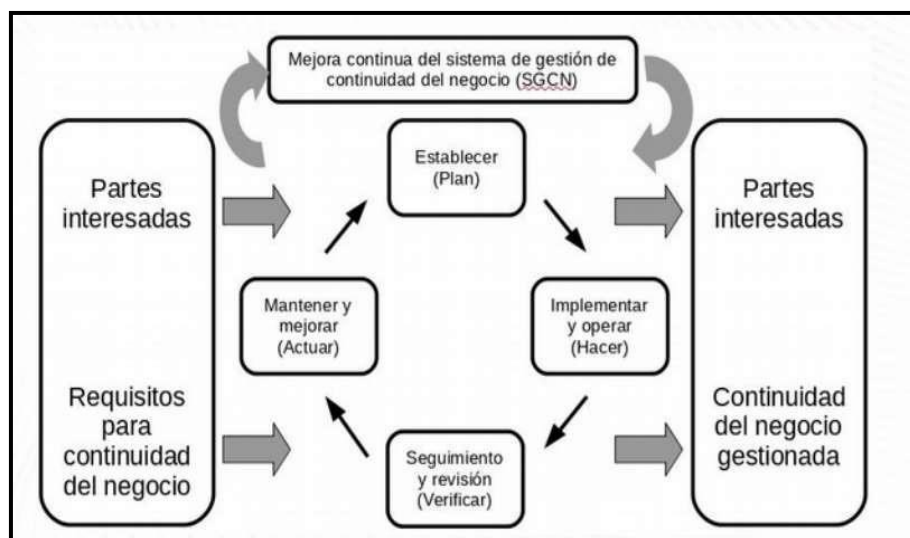 Mejora continua del sistema de gestión de
continuidad del negocio (SGCN)
Partes
interesadas
Requisitos
para
continuidad
del negocio
Establecer
(Plan)
Mantener y
mejorar
(Actuar)
Implementar
y operar
(Hacer)
Seguimiento
y revisión
(Verificar)
Partes
interesadas
Continuidad
del negocio
gestionada